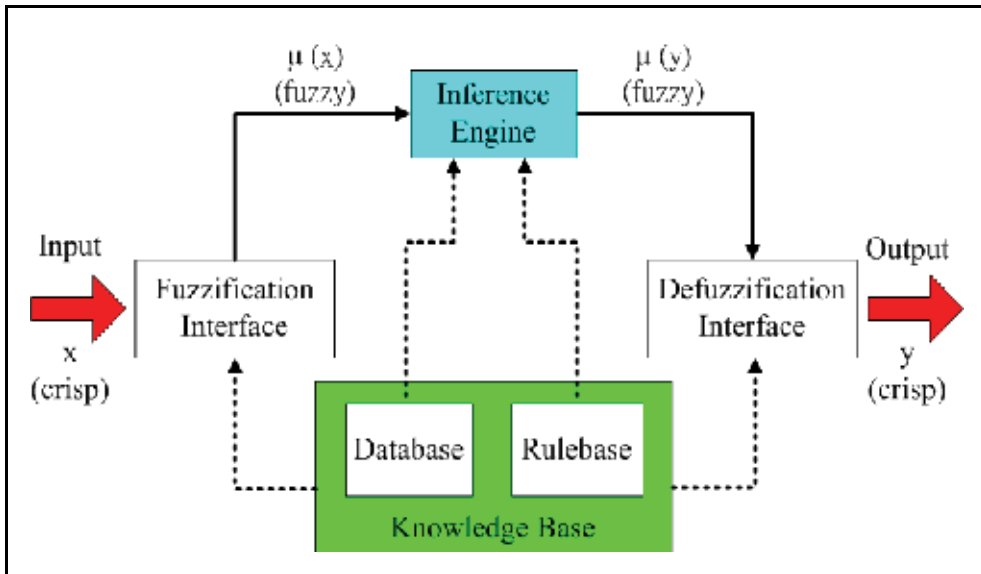 μ (x)
(fuzzy)
Inference
Engine
μ (y)
(fuzzy)
Input
x
(crisp)
Fuzzification
Interface
Defuzzification
Interface
Output
y
(crisp)
Database
Rulebase
Knowledge Base